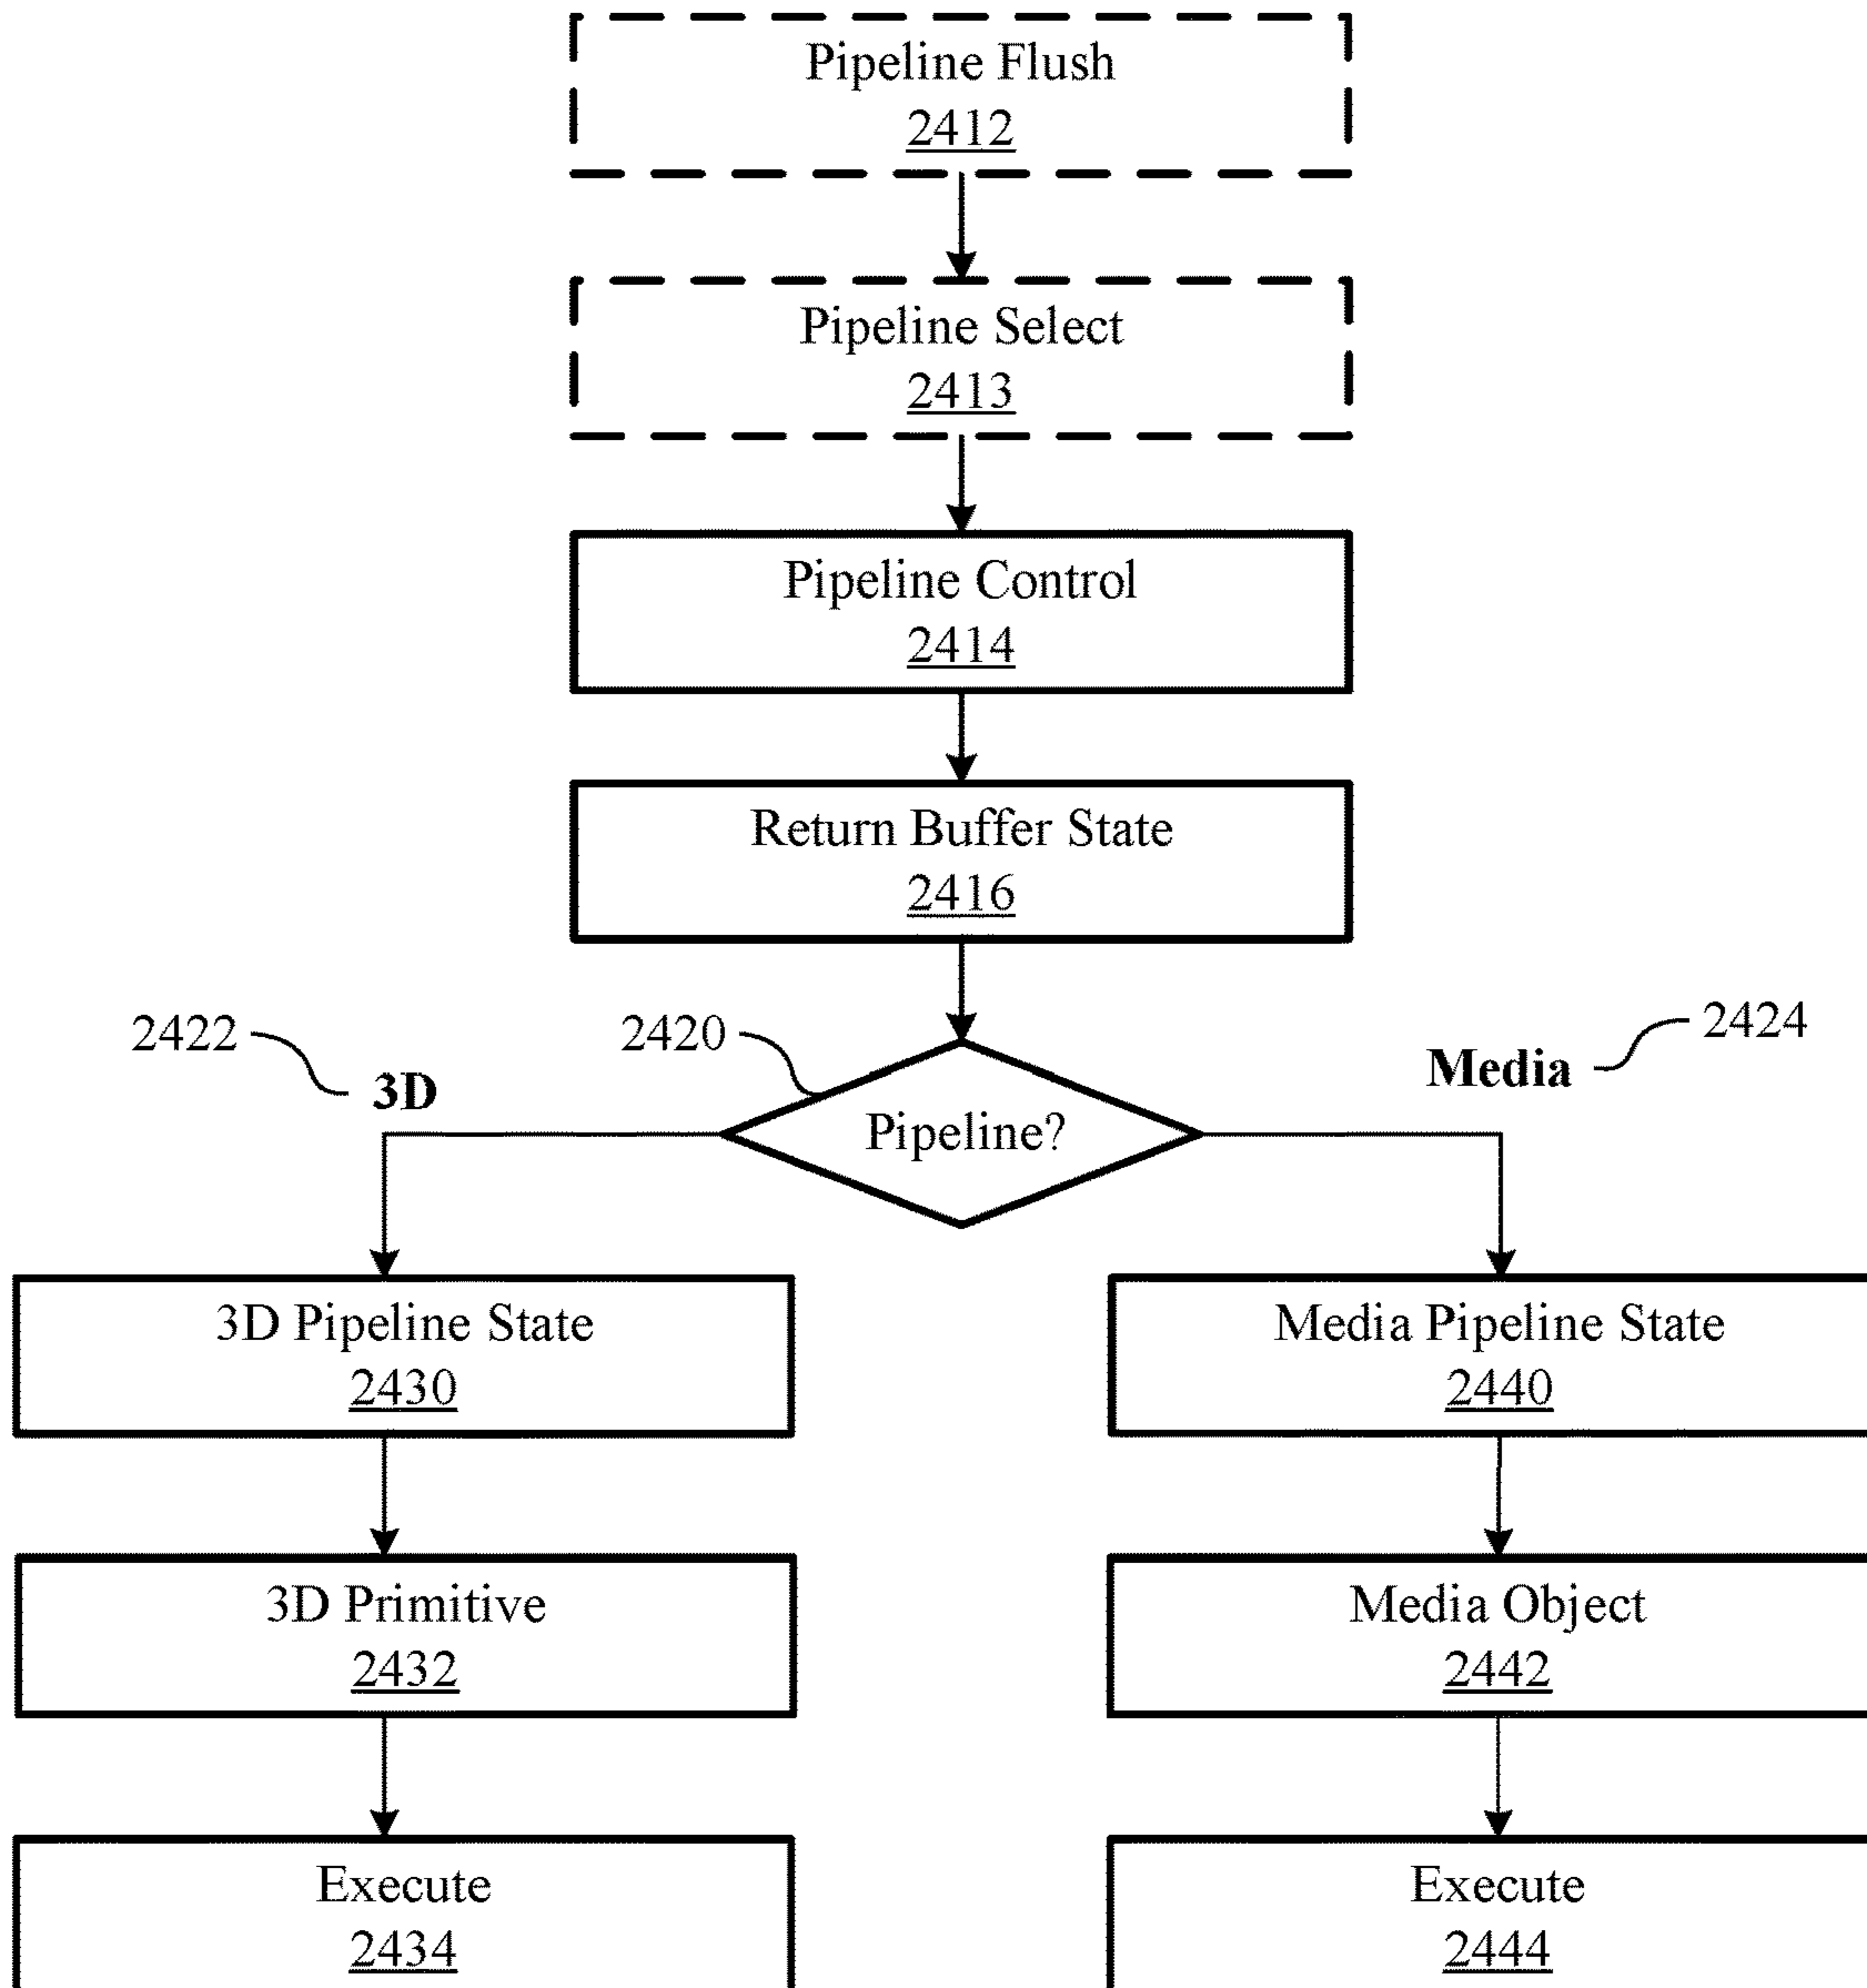 Pipeline Flush
2412
Pipeline Select
2413
Pipeline Control
2414
Return Buffer State
2416
2422
2420
2424
3D
Media
Pipeline?
3D Pipeline State
2430
Media Pipeline State
2440
3D Primitive
2432
Media Object
2442
Execute
2434
Execute
2444